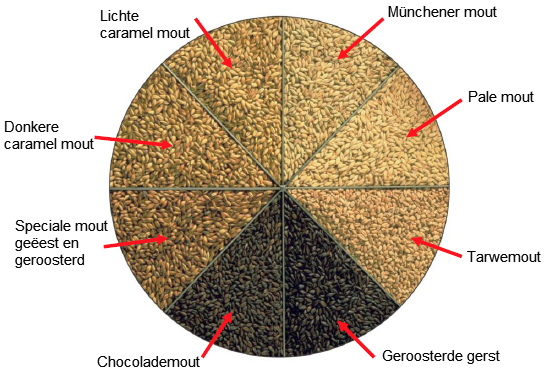 Lichte
caramel mout
Münchener mout
Pale mout
Donkere
caramel mout
Speciale mout
geëest en
geroosterd
Tarwemout
Chocolademout
Geroosterde gerst